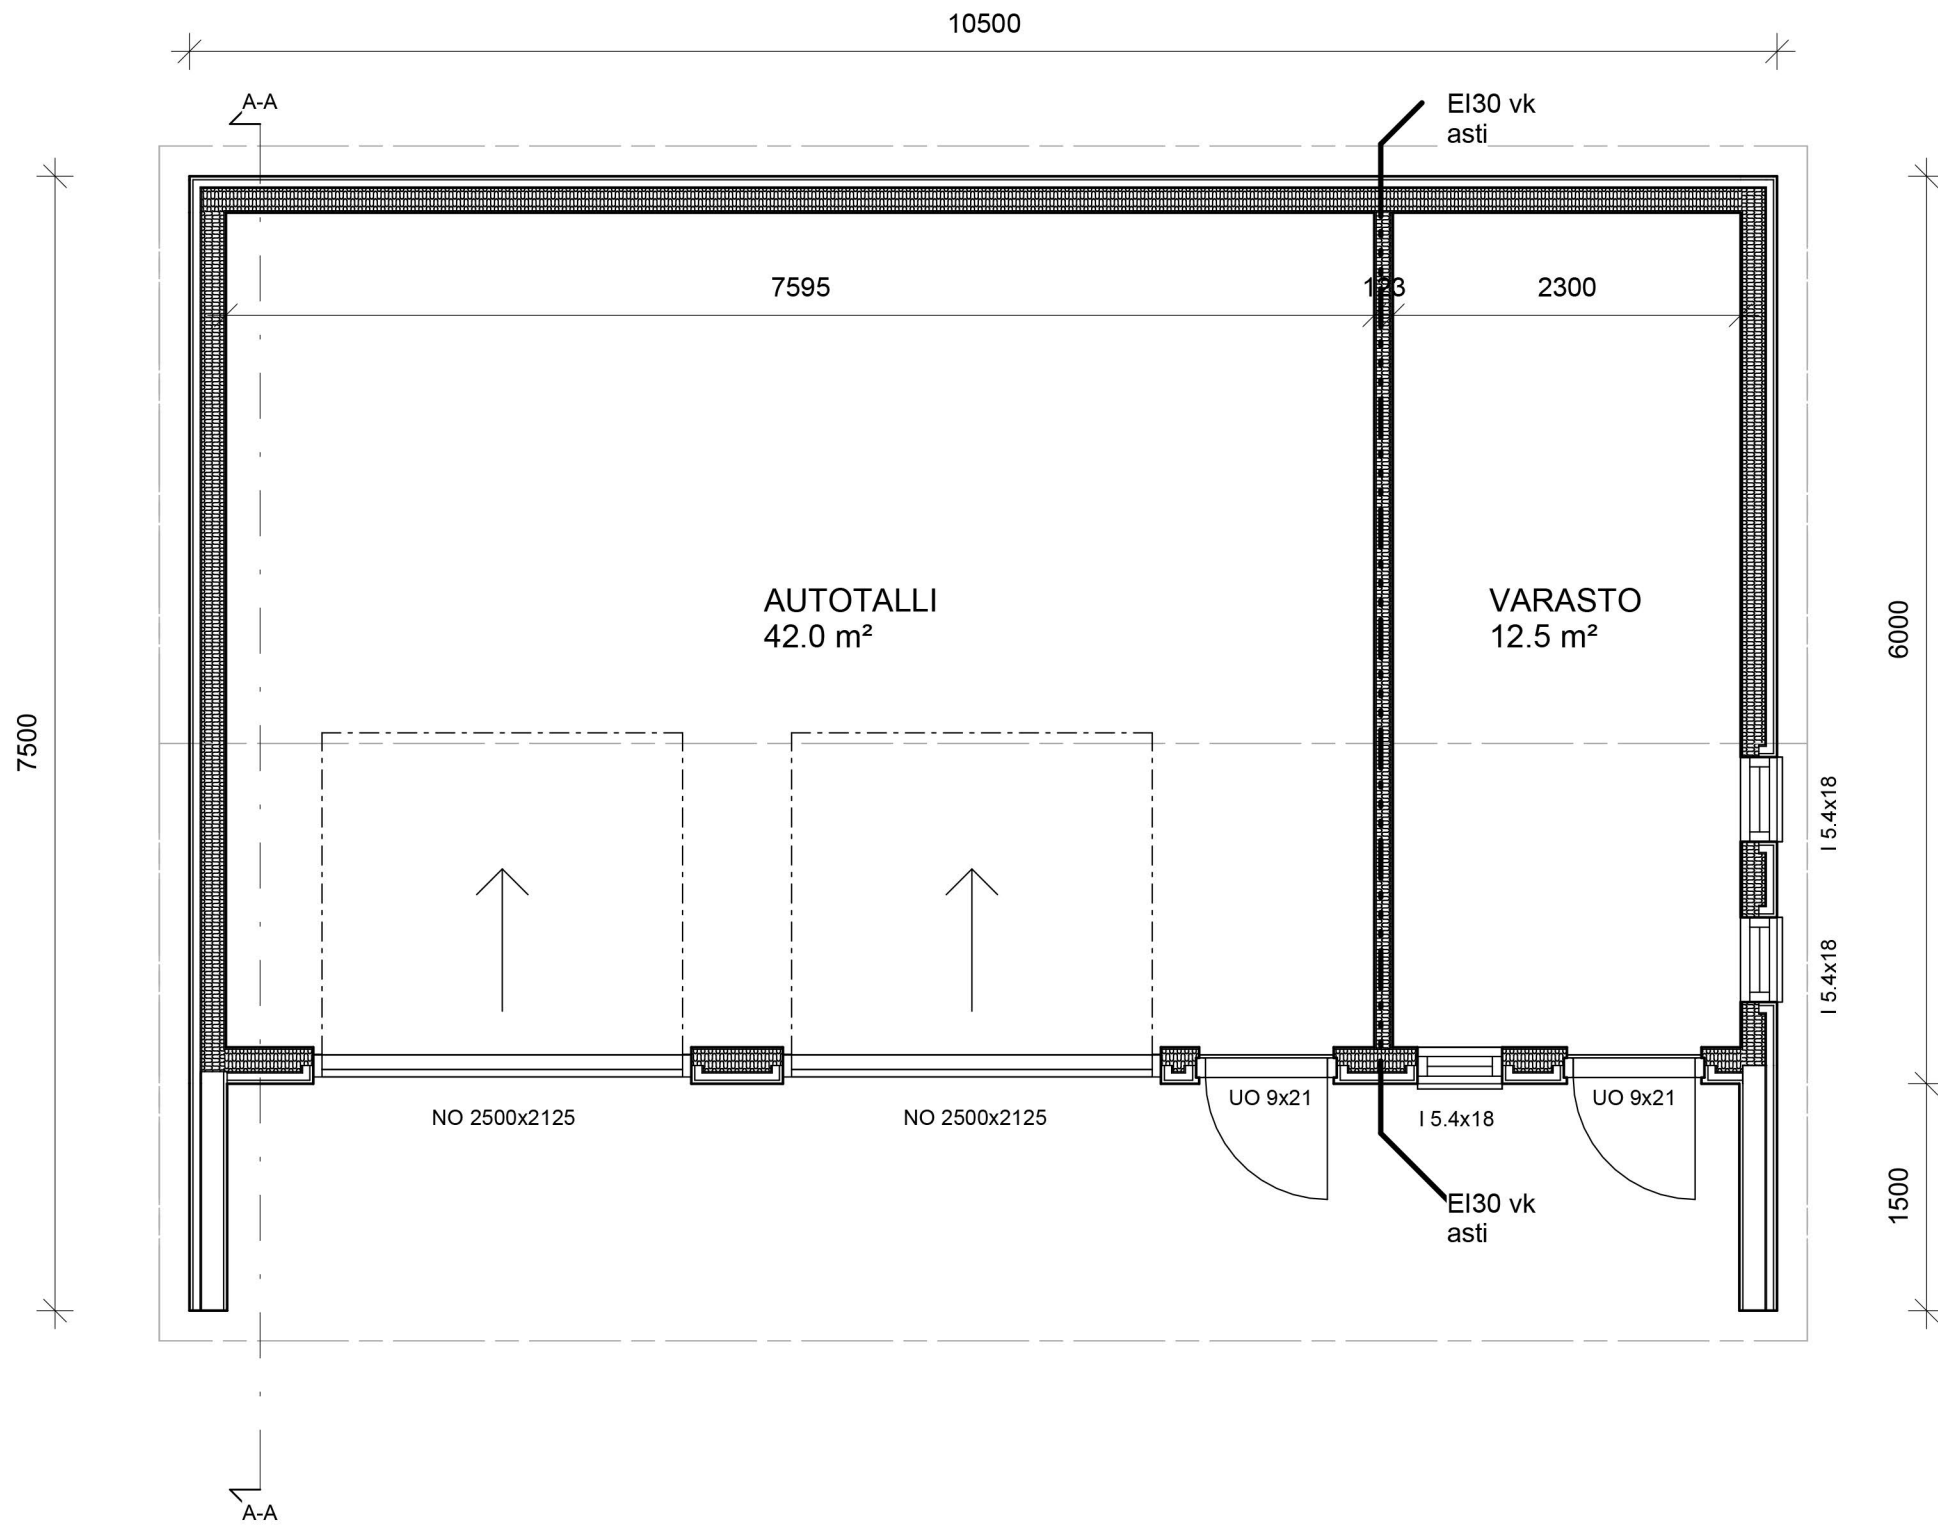 10500
A-A
EI30 vk
asti
7595
123
2300
AUTOTALLI
42.0 m²
VARASTO
12.5 m²
7500
6000
I 5.4x18
I 5.4x18
NO 2500x2125
NO 2500x2125
UO 9x21
I 5.4x18
UO 9x21
EI30 vk
asti
1500
A-A